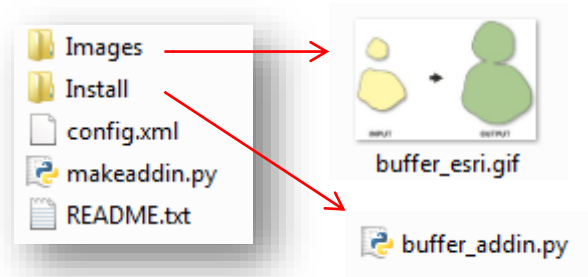 Images
Install
config.xml
makeaddin.py
README.txt
INPUT
OUTPUT
buffer_esri.gif
buffer_addin.py